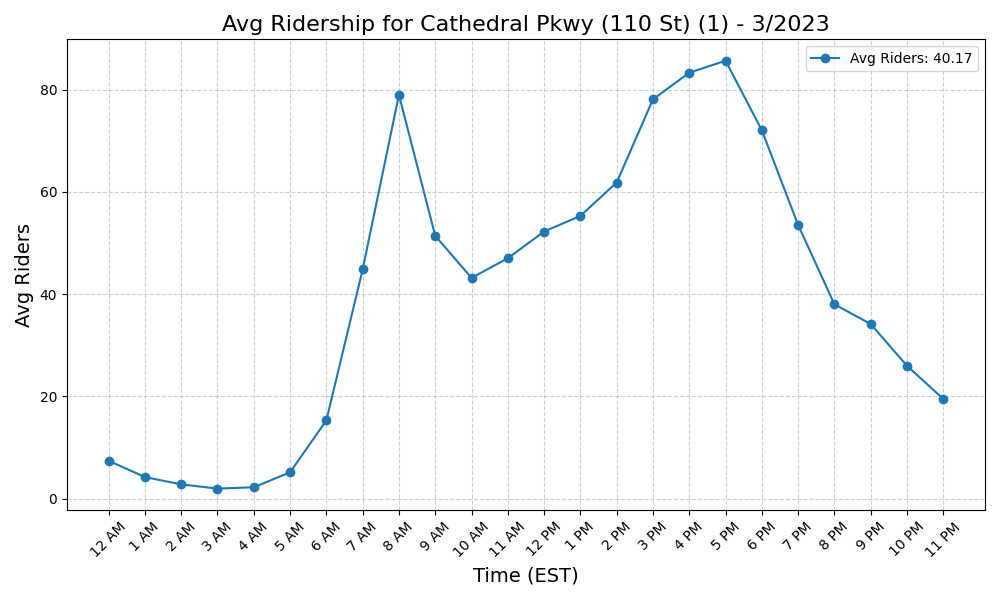 Avg Ridership for Cathedral Pkwy (110 St) (1) - 3/2023
Avg Riders: 40.17
Avg Riders
80
60
40
20
0
12 AM
1 AM
2 AM
3 AM
4 AM
5 AM
6 AM
7 AM
8 AM
9 AM
10 AM
11 AM
12 PM
1 PM
2 PM
3 PM
4 PM
5 PM
6 PM
7 PM
8 PM
9 PM
10 PM
11 PM
Time (EST)